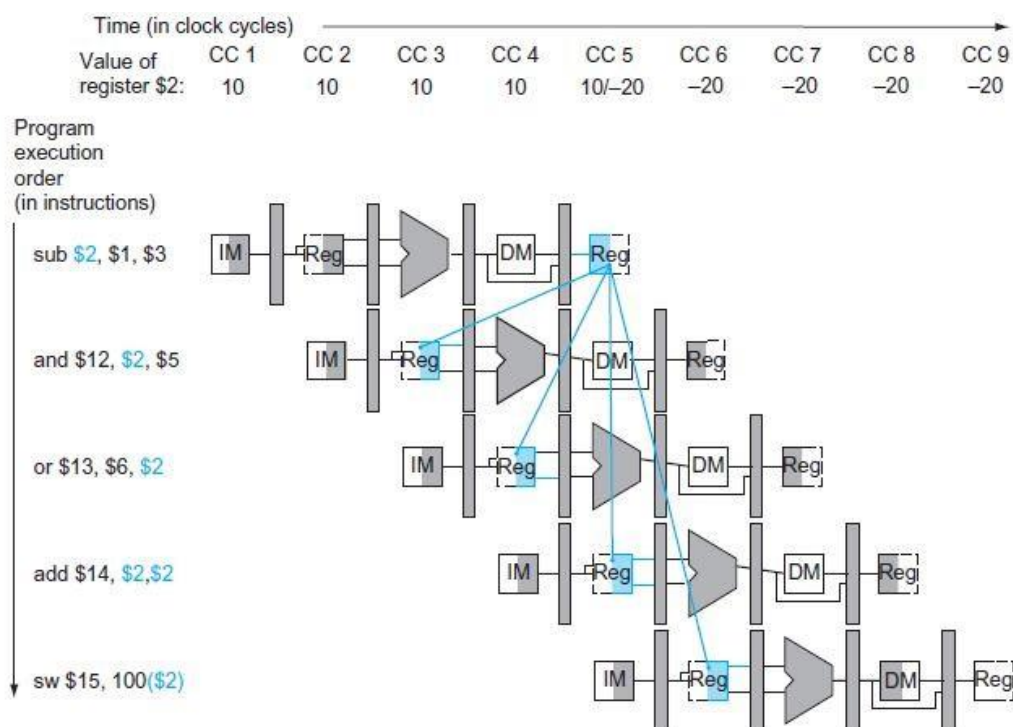 Time (in clock cycles)
Value of register $2:
CC 1 CC 2 CC 3 CC 4 CC 5 CC 6 CC 7 CC 8 CC 9
10 10 10 10 10/–20 –20 –20 –20 –20
Program
execution
order
(in instructions)
sub $2, $1, $3 IM Reg DM Reg
and $12, $2, $5 IM Reg DM Reg
or $13, $6, $2 IM Reg DM Reg
add $14, $2,$2 IM Reg DM Reg
sw $15, 100($2) IM Reg DM Reg